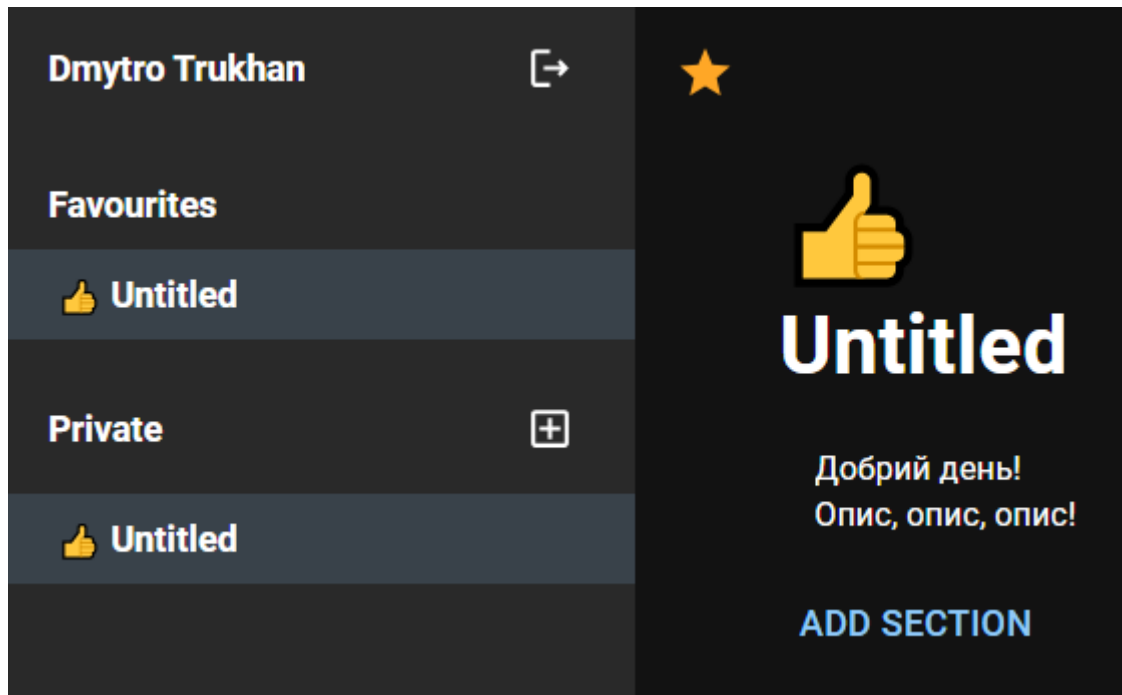 Dmytro Trukhan
Favourites
Untitled
Private
Untitled
Untitled
Добрий день!
Опис, опис, опис!
ADD SECTION